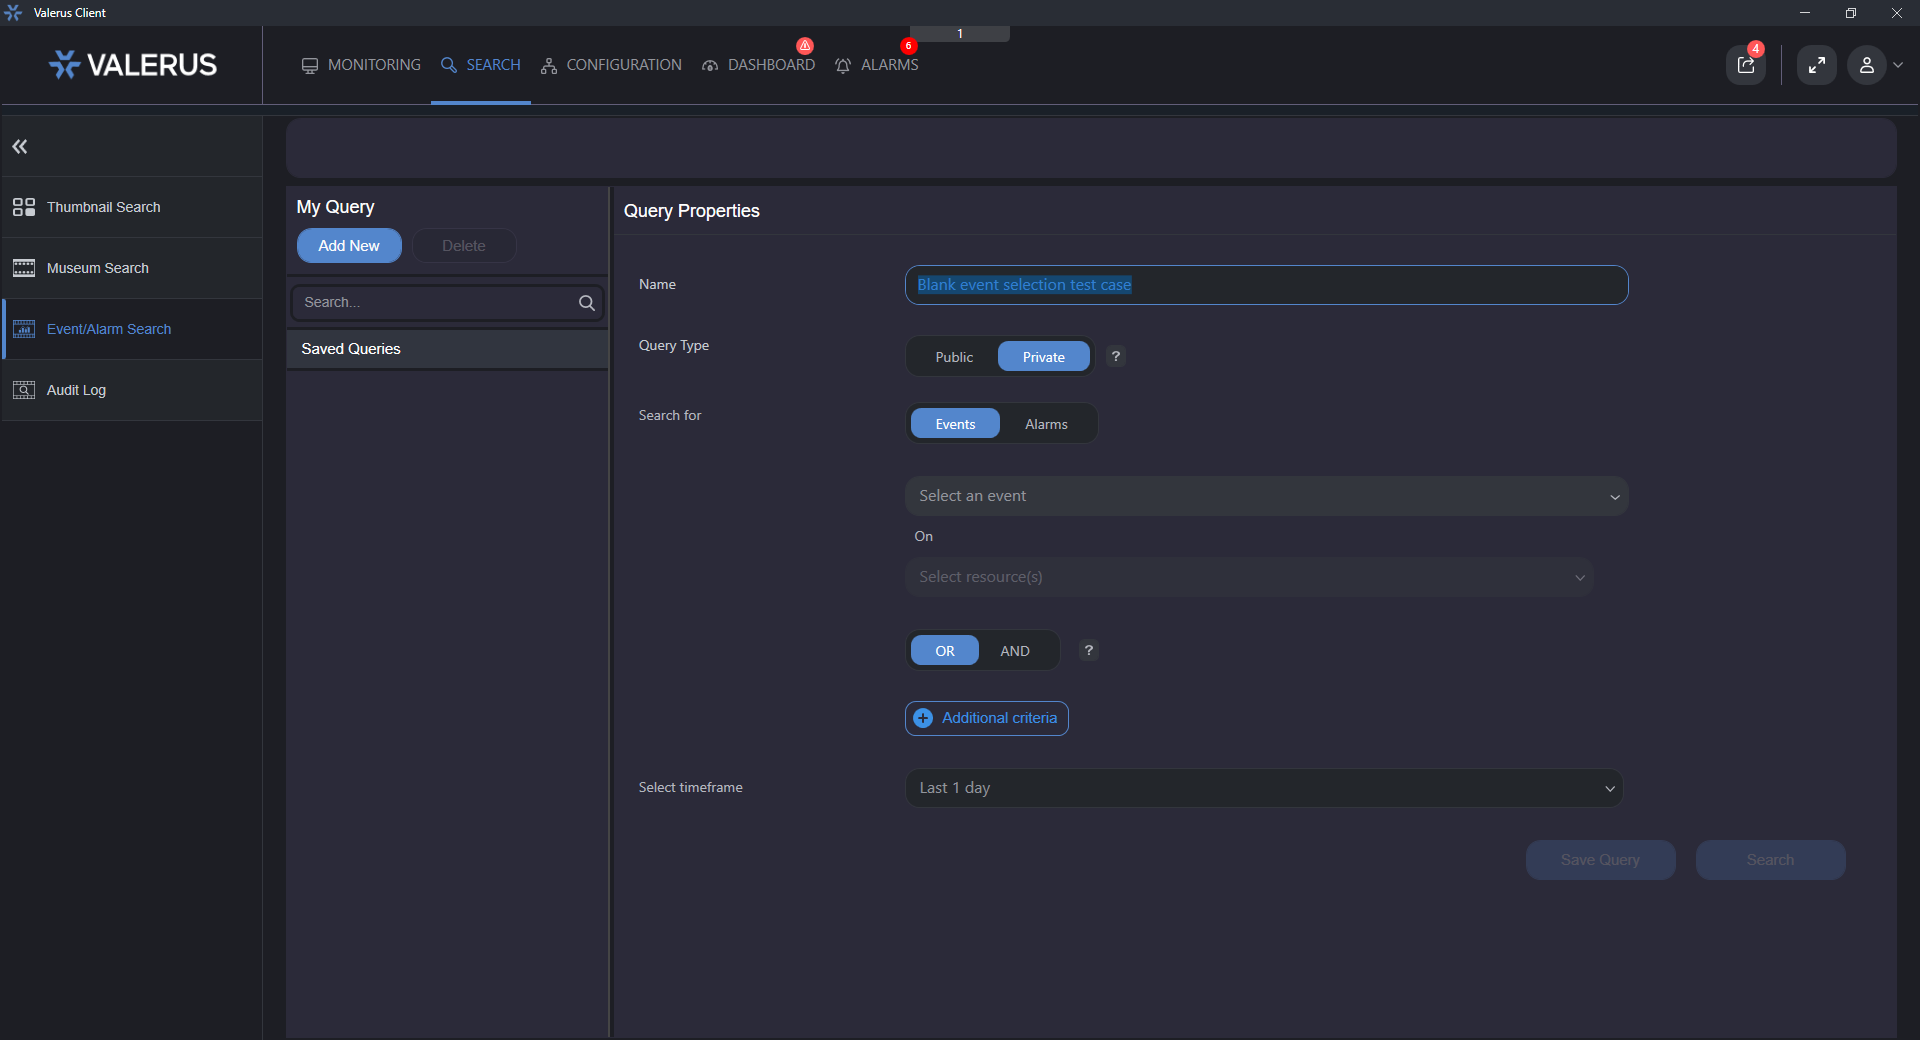 Valerus Client
1
VALERUS
MONITORING
SEARCH
CONFIGURATION
DASHBOARD
ALARMS
6
4
Thumbnail Search
Museum Search
Event/Alarm Search
Audit Log
My Query
Add New
Delete
Search...
Saved Queries
Query Properties
Name
Blank event selection test case
Query Type
Public
Private
?
Search for
Events
Alarms
Select an event
On
Select resource(s)
OR
AND
?
Additional criteria
Select timeframe
Last 1 day
Save Query
Search